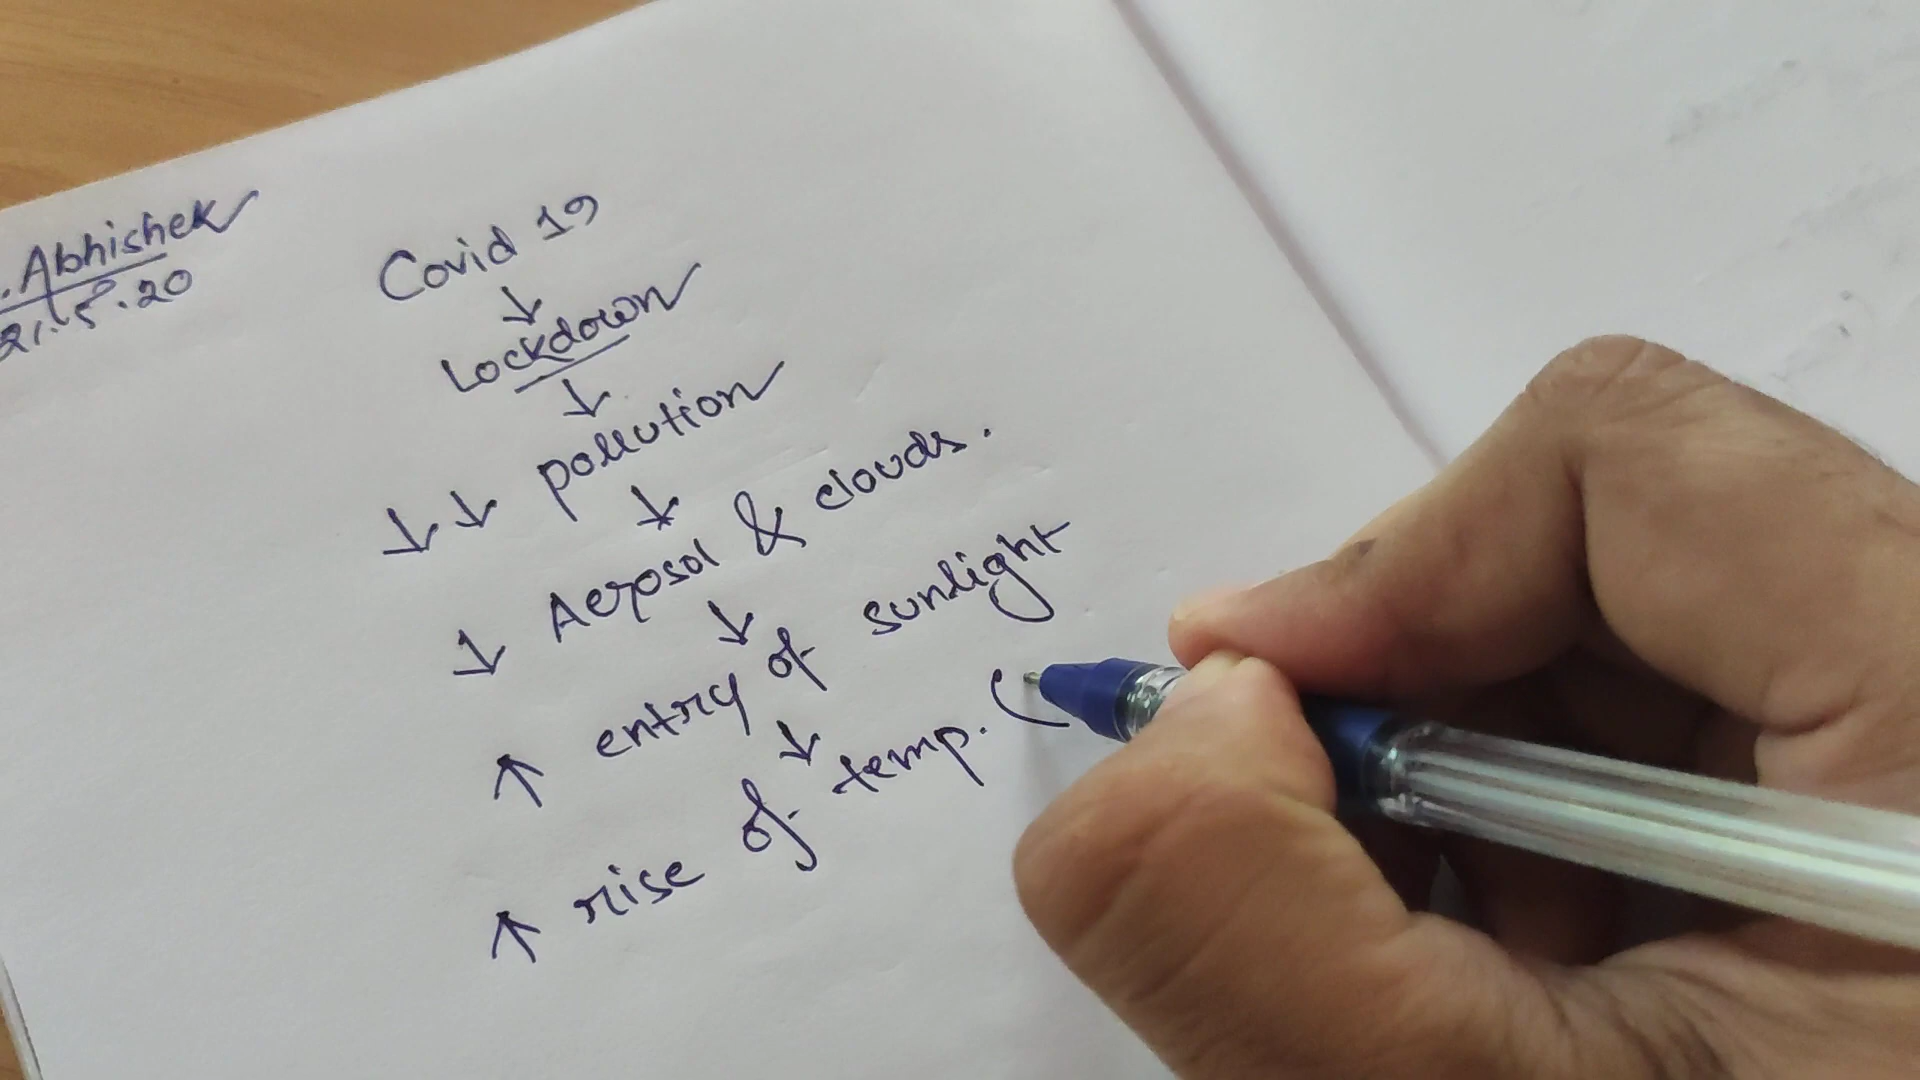 .Abhishek
21.5.20
Covid 19
↓
Lockdown
↓
↓↓ pollution
↓
↓ Aerosol & clouds.
↓
↑ entry of sunlight
↓
↑ rise of temp. (